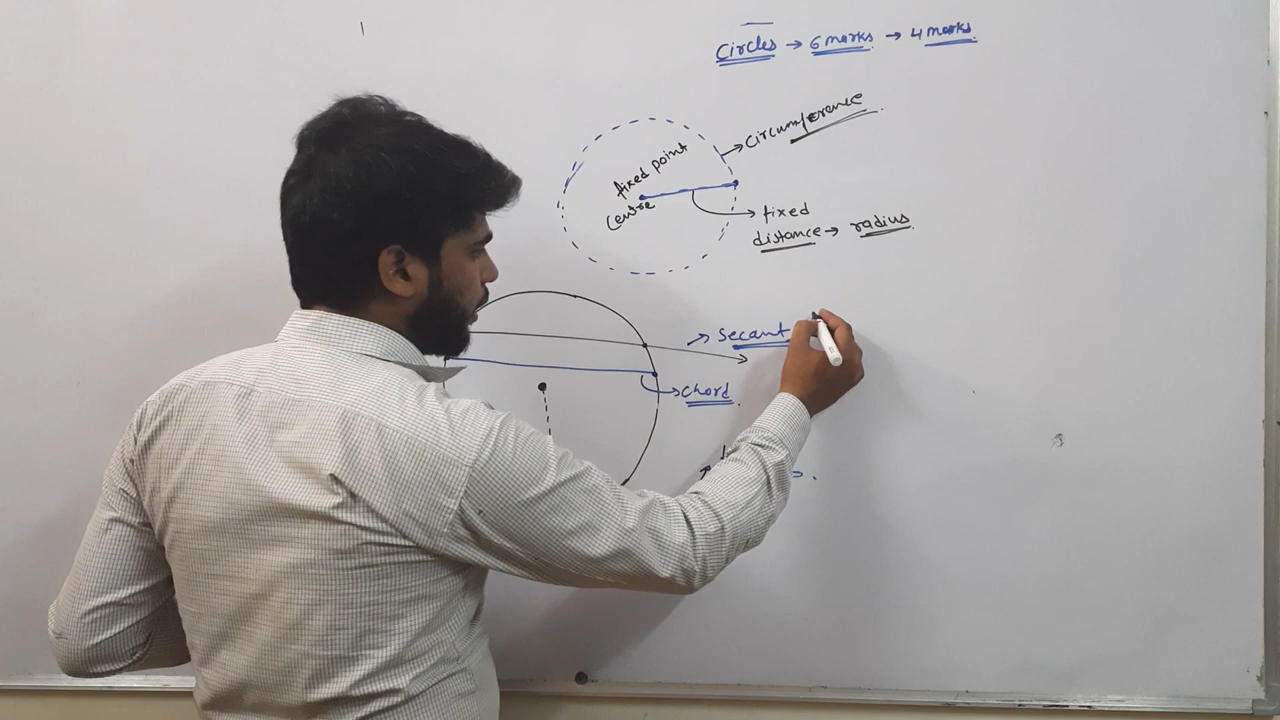 Circles → 6 marks → 4 marks
Circumference
fixed point
Centre
fixed
distance → radius
→ Secant
→ Chord